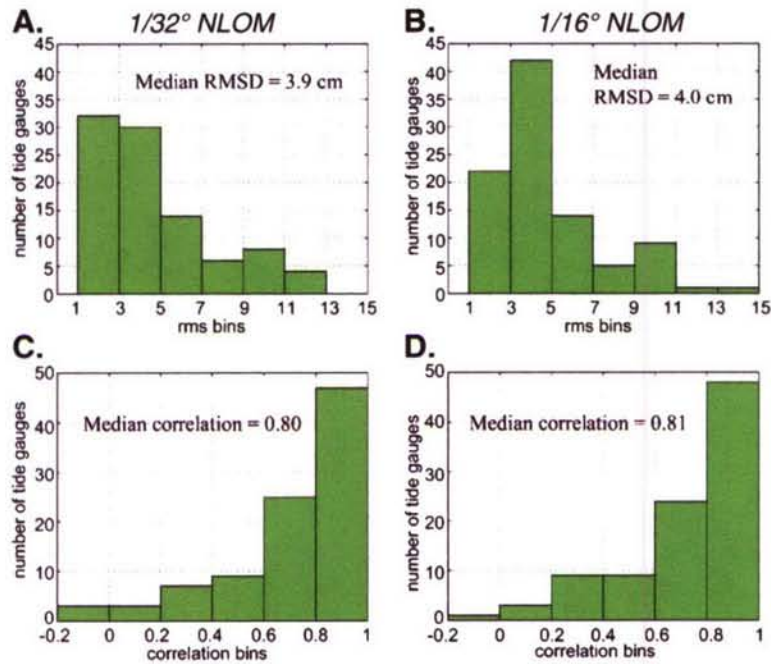 A. 1/32° NLOM
45
40
35
30
25
20
15
10
5
0
number of tide gauges
Median RMSD = 3.9 cm
1 3 5 7 9 11 13 15
rms bins
B. 1/16° NLOM
45
40
35
30
25
20
15
10
5
0
number of tide gauges
Median
RMSD = 4.0 cm
1 3 5 7 9 11 13 15
rms bins
C.
50
40
30
20
10
0
number of tide gauges
Median correlation = 0.80
-0.2 0 0.2 0.4 0.6 0.8 1
correlation bins
D.
50
40
30
20
10
0
number of tide gauges
Median correlation = 0.81
-0.2 0 0.2 0.4 0.6 0.8 1
correlation bins